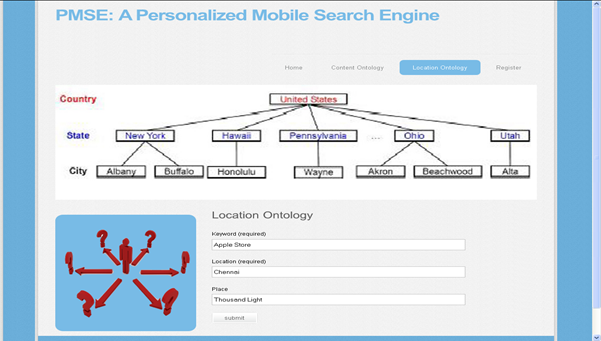 PMSE: A Personalized Mobile Search Engine
Home Content Ontology Location Ontology Register
Country United States
State New York Hawaii Pennsylvania ... Ohio Utah
City Albany Buffalo Honolulu Wayne Akron Beachwood Alta
Location Ontology
Keyword (required)
Apple Store
Location (required)
Chennai
Place
Thousand Light
submit